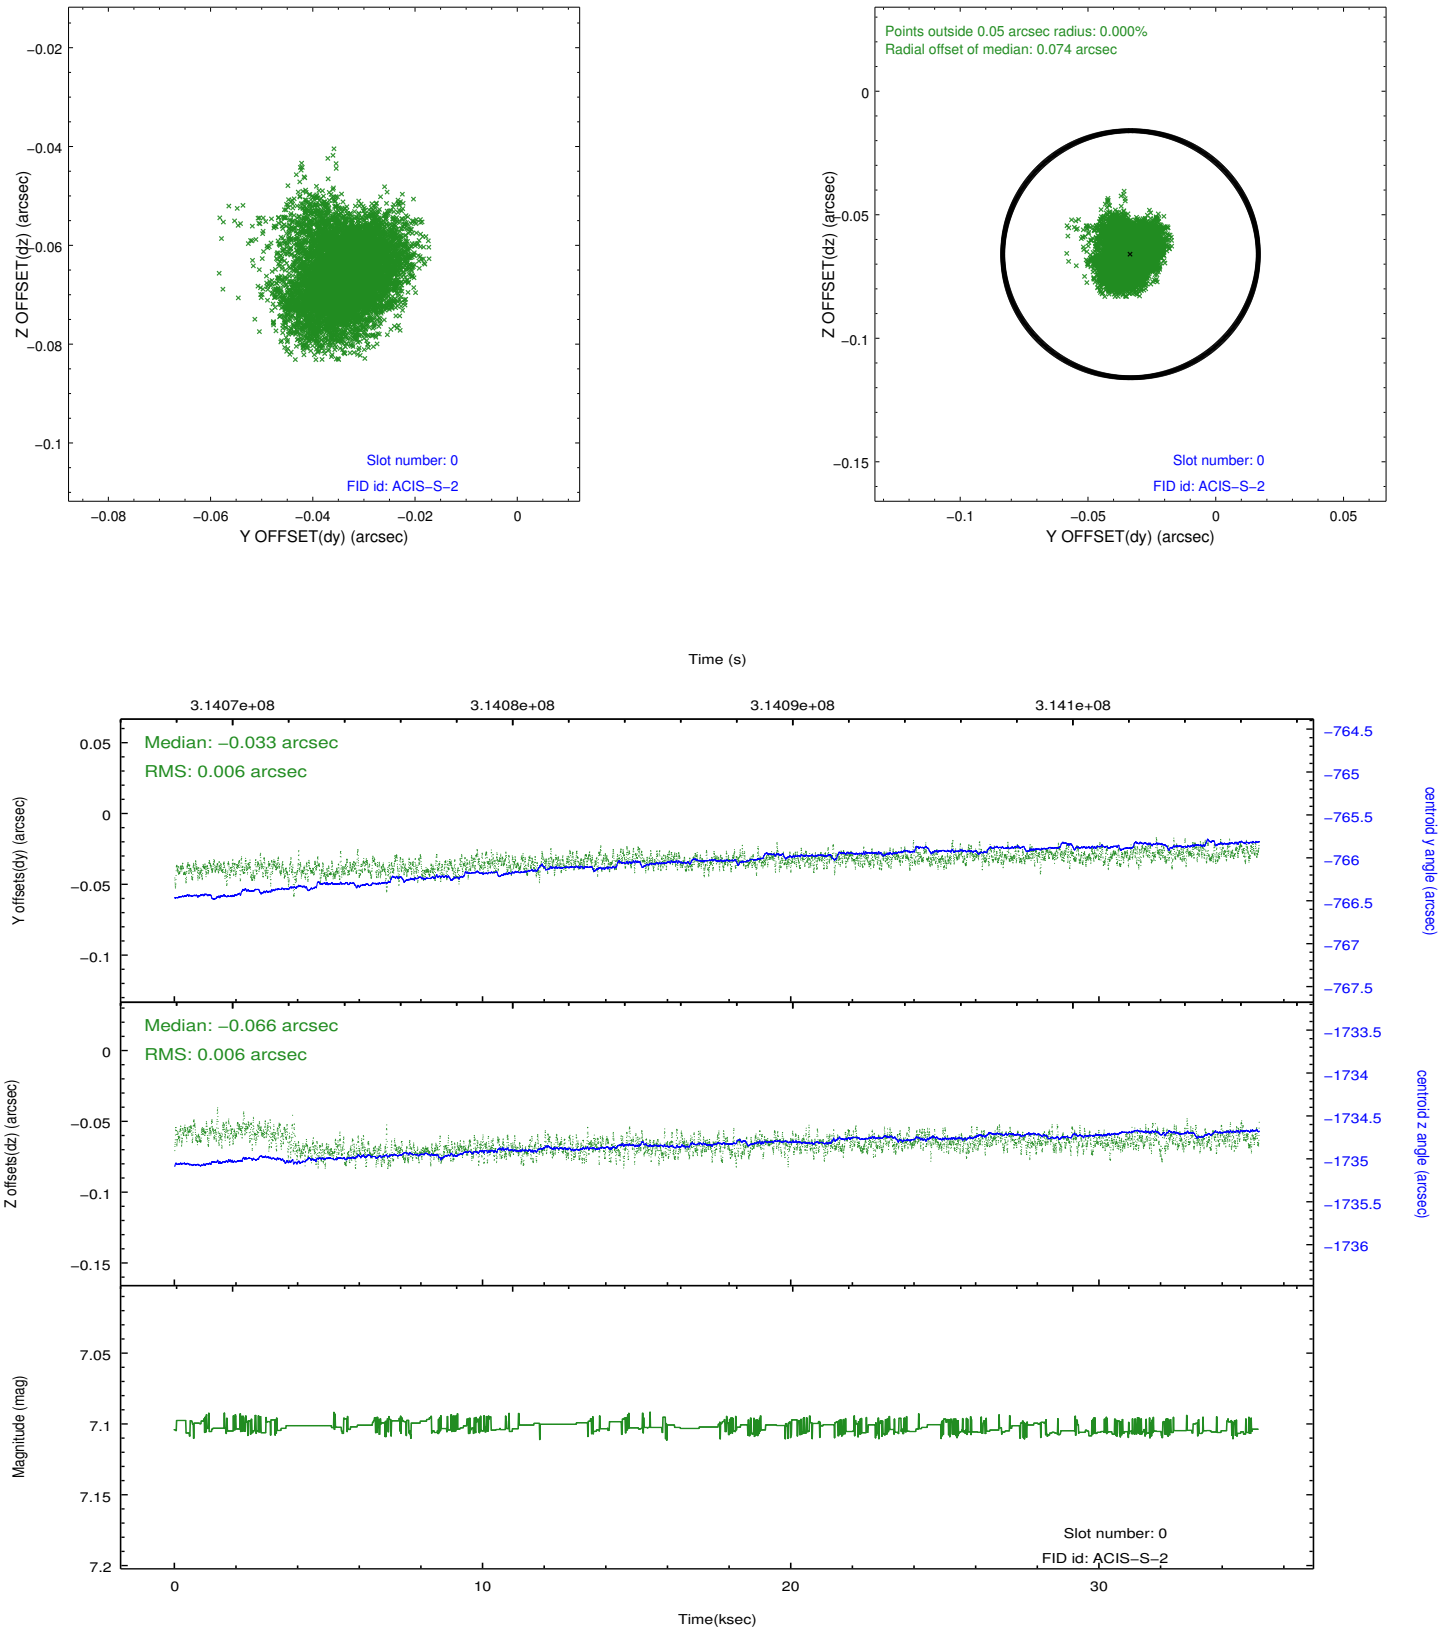 −0.02
−0.04
−0.06
−0.08
−0.1
Z OFFSET(dz) (arcsec)
Slot number: 0
FID id: ACIS−S−2
−0.08
−0.06
−0.04
−0.02
0
Y OFFSET(dy) (arcsec)
Points outside 0.05 arcsec radius: 0.000%
Radial offset of median: 0.074 arcsec
0
−0.05
−0.1
−0.15
Z OFFSET(dz) (arcsec)
Slot number: 0
FID id: ACIS−S−2
−0.1
−0.05
0
0.05
Y OFFSET(dy) (arcsec)
Time (s)
3.1407e+08
3.1408e+08
3.1409e+08
3.141e+08
Median: −0.033 arcsec
RMS: 0.006 arcsec
0.05
0
−0.05
−0.1
Y offsets(dy) (arcsec)
−764.5
−765
−765.5
−766
−766.5
−767
−767.5
centroid y angle (arcsec)
Median: −0.066 arcsec
RMS: 0.006 arcsec
0
−0.05
−0.1
−0.15
Z offsets(dz) (arcsec)
−1733.5
−1734
−1734.5
−1735
−1735.5
−1736
centroid z angle (arcsec)
7.05
7.1
7.15
7.2
Magnitude (mag)
Slot number: 0
FID id: ACIS−S−2
0
10
20
30
Time(ksec)